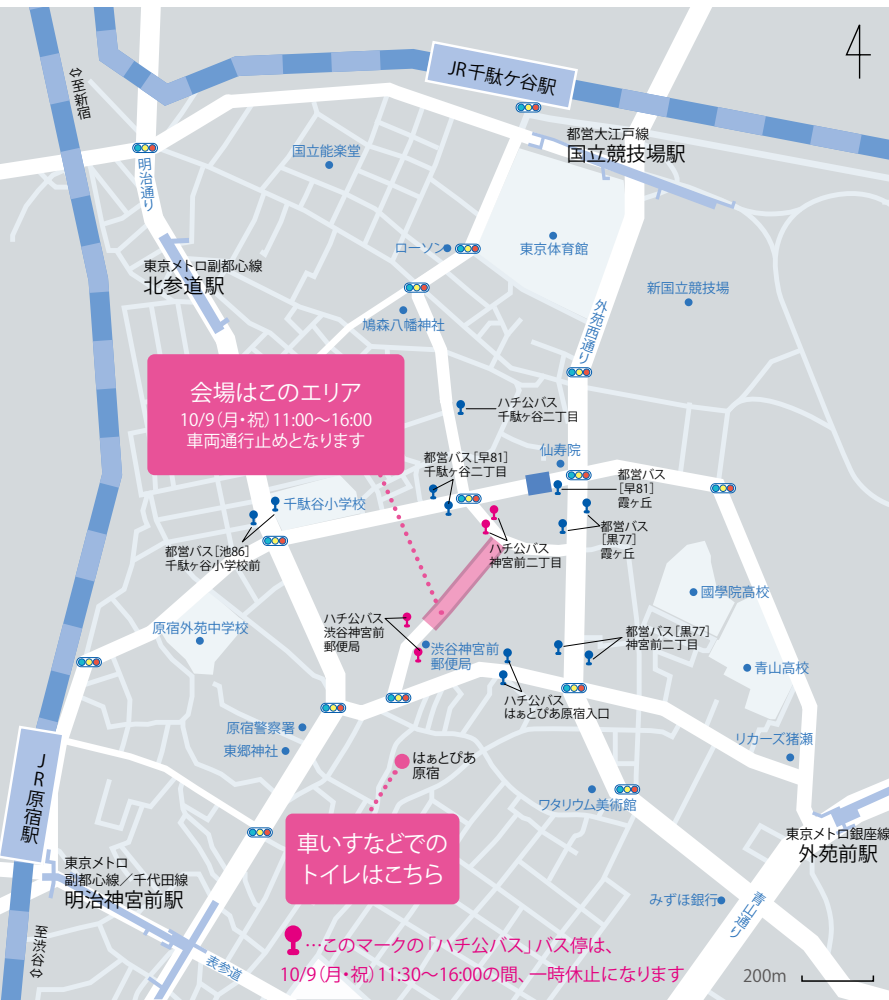 4
JR千駄ケ谷駅
⇔至新宿
都営大江戸線
国立競技場駅
国立能楽堂
明治通り
ローソン
東京体育館
東京メトロ副都心線
北参道駅
新国立競技場
鳩森八幡神社
外苑西通り
会場はこのエリア
10/9(月・祝)11:00〜16:00
車両通行止めとなります
ハチ公バス
千駄ヶ谷二丁目
仙寿院
都営バス[早81]
千駄ヶ谷二丁目
都営バス
[早81]
霞ヶ丘
千駄谷小学校
都営バス
[黒77]
霞ヶ丘
都営バス[池86]
千駄ヶ谷小学校前
ハチ公バス
神宮前二丁目
國學院高校
ハチ公バス
渋谷神宮前
郵便局
原宿外苑中学校
都営バス[黒77]
神宮前二丁目
渋谷神宮前
郵便局
青山高校
ハチ公バス
はぁとぴあ原宿入口
原宿警察署
東郷神社
リカーズ猪瀬
はぁとぴあ
原宿
JR原宿駅
ワタリウム美術館
車いすなどでの
トイレはこちら
東京メトロ銀座線
外苑前駅
東京メトロ
副都心線/千代田線
明治神宮前駅
みずほ銀行
青山通り
至渋谷⇔
表参道
…このマークの「ハチ公バス」バス停は、
10/9(月・祝)11:30〜16:00の間、一時休止になります
200m